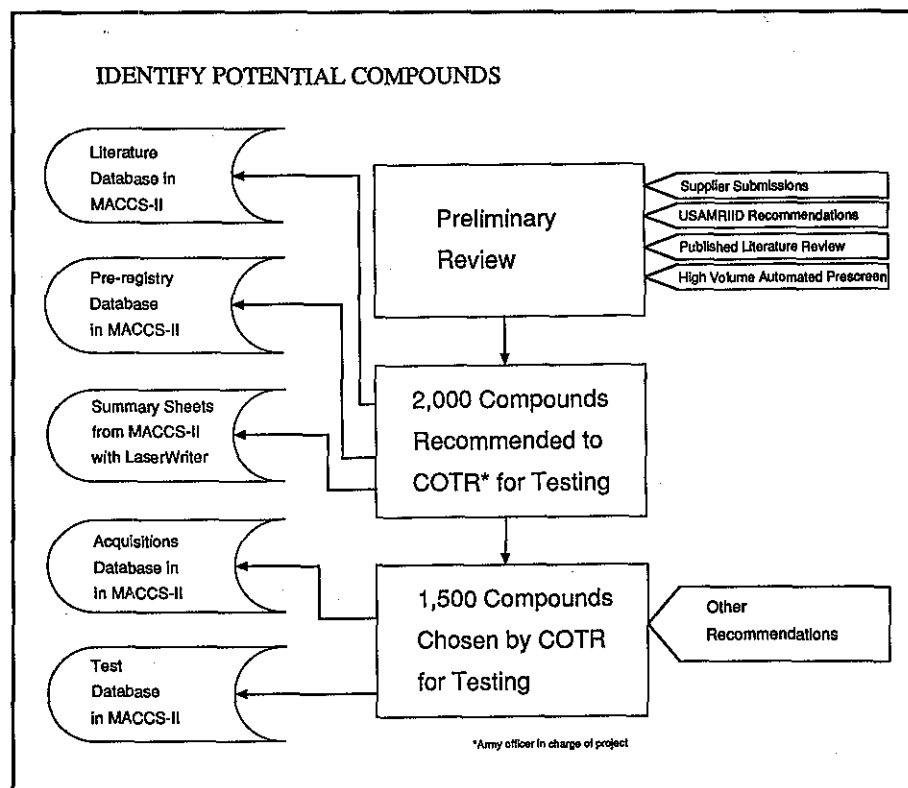 IDENTIFY POTENTIAL COMPOUNDS
Literature
Database in
MACCS-II
Pre-registry
Database
in MACCS-II
Summary Sheets
from MACCS-II
with LaserWriter
Acquisitions
Database in
in MACCS-II
Test
Database
in MACCS-II
Preliminary
Review
2,000 Compounds
Recommended to
COTR* for Testing
1,500 Compounds
Chosen by COTR
for Testing
Supplier Submissions
USAMRIID Recommendations
Published Literature Review
High Volume Automated Prescreen
Other
Recommendations
*Army officer in charge of project